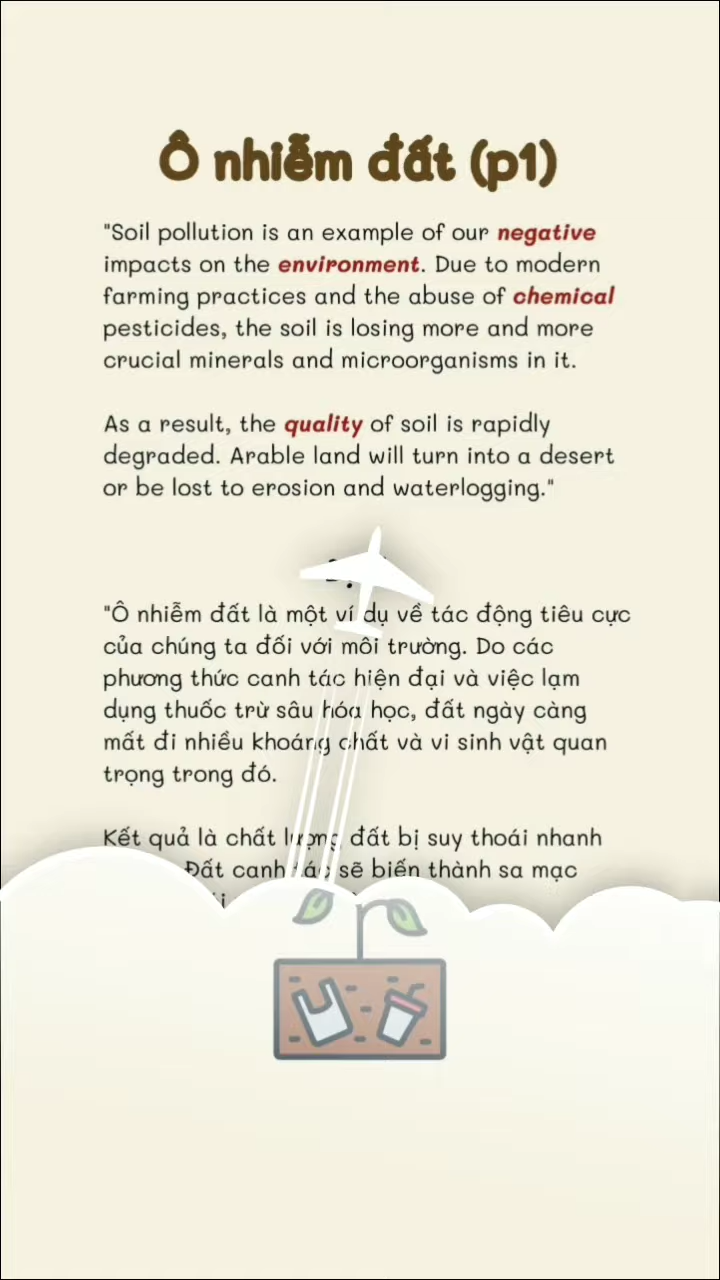 Ô nhiễm đất (p1)
"Soil pollution is an example of our negative
impacts on the environment. Due to modern
farming practices and the abuse of chemical
pesticides, the soil is losing more and more
crucial minerals and microorganisms in it.
As a result, the quality of soil is rapidly
degraded. Arable land will turn into a desert
or be lost to erosion and waterlogging."
"Ô nhiễm đất là một ví dụ về tác động tiêu cực
của chúng ta đối với môi trường. Do các
phương thức canh tác hiện đại và việc lạm
dụng thuốc trừ sâu hóa học, đất ngày càng
mất đi nhiều khoáng chất và vi sinh vật quan
trọng trong đó.
Kết quả là chất lượng đất bị suy thoái nhanh
Đất canh tác sẽ biến thành sa mạc